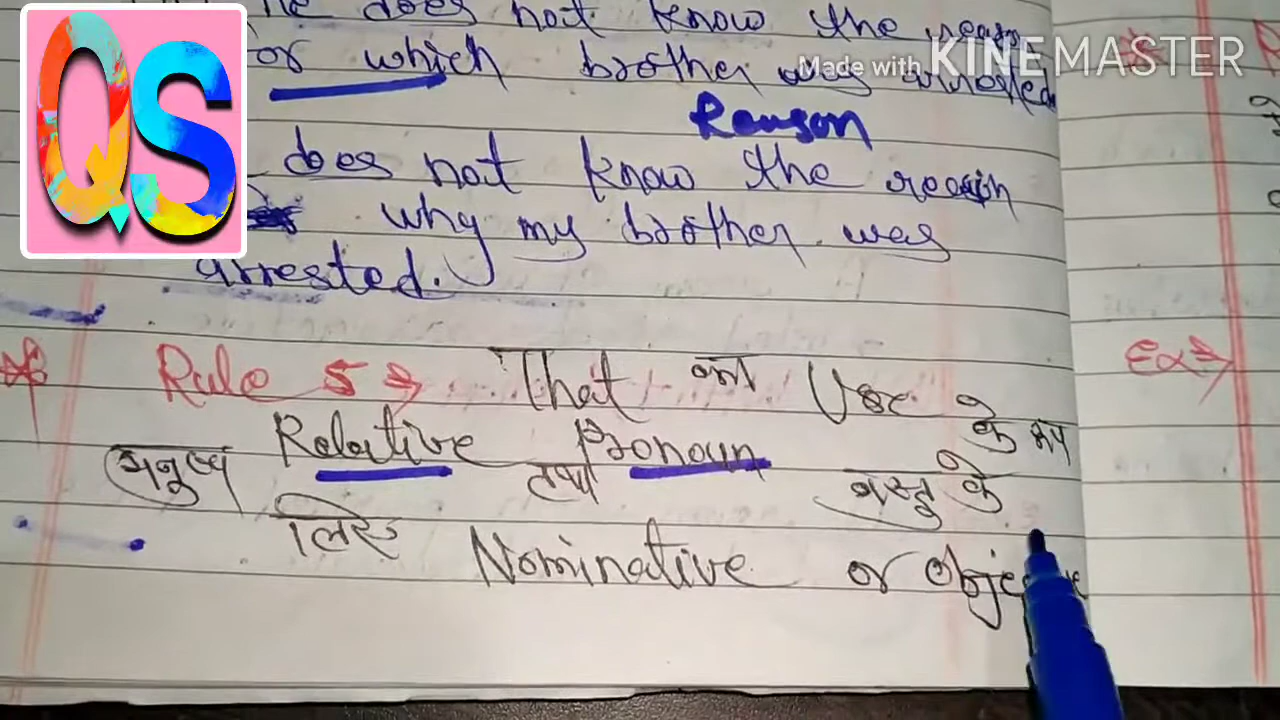 QS
Made with KINEMASTER
he does not know the reason
for which brother was arrested
Reason
does not know the reason
why my brother was
arrested.
Rule 5 → That का Use के रूप
Relative Pronoun
मनुष्य तथा वस्तु के
लिए Nominative or Objective
Ex →